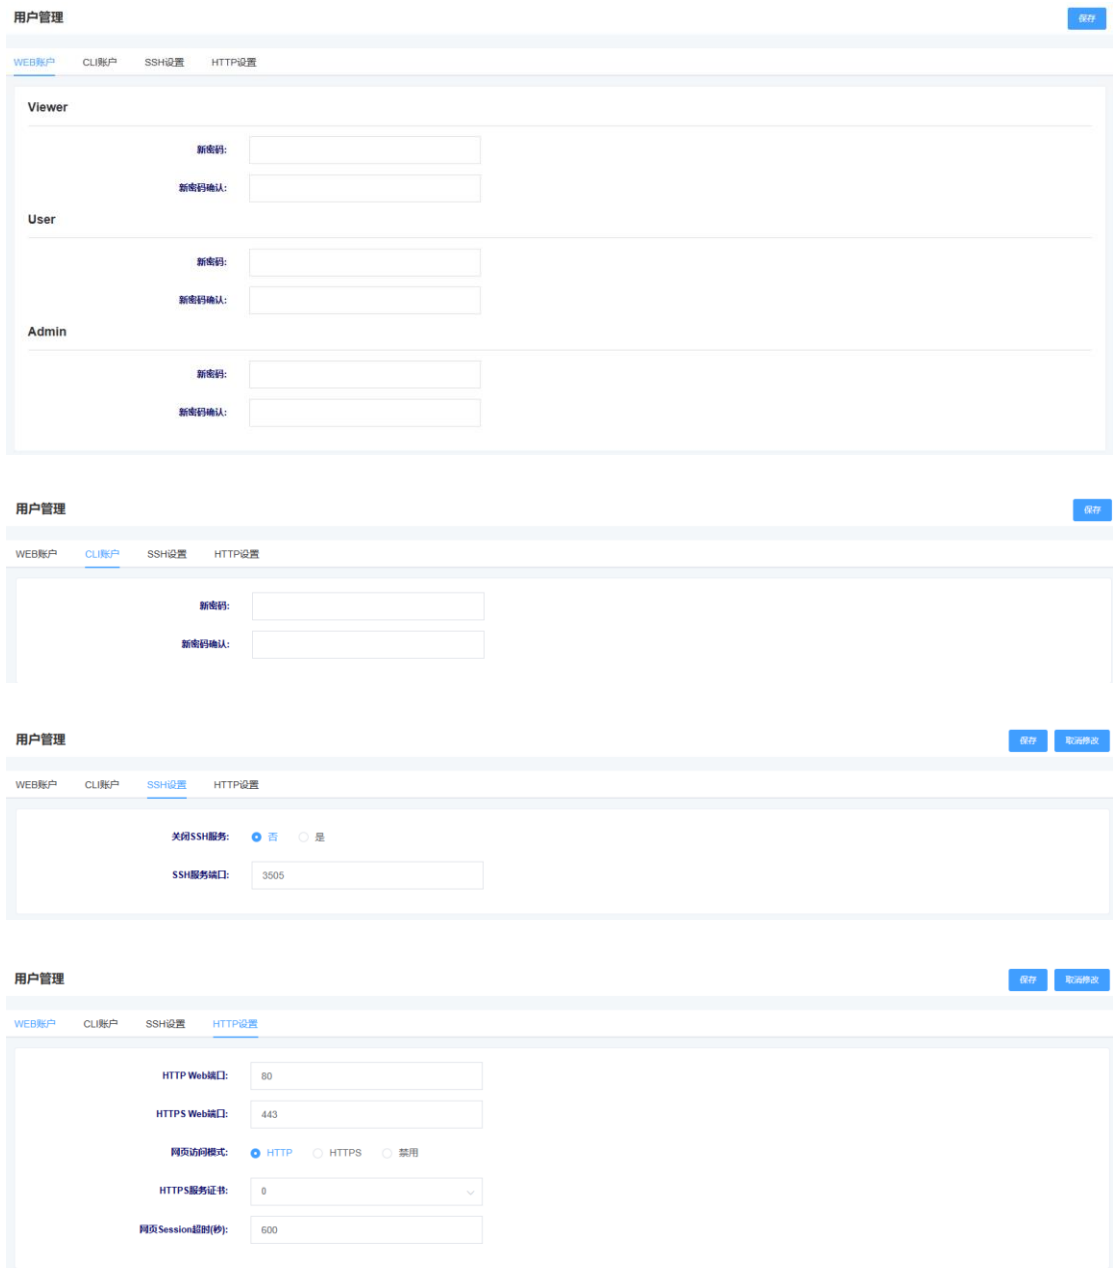 用户管理 保存
WEB账户 CLI账户 SSH设置 HTTP设置
Viewer
新密码:
新密码确认:
User
新密码:
新密码确认:
Admin
新密码:
新密码确认:
用户管理 保存
WEB账户 CLI账户 SSH设置 HTTP设置
新密码:
新密码确认:
用户管理 保存 取消修改
WEB账户 CLI账户 SSH设置 HTTP设置
关闭SSH服务: 否 是
SSH服务端口: 3505
用户管理 保存 取消修改
WEB账户 CLI账户 SSH设置 HTTP设置
HTTP Web端口: 80
HTTPS Web端口: 443
网页访问模式: HTTP HTTPS 禁用
HTTPS服务证书: 0
网页Session超时(秒): 600